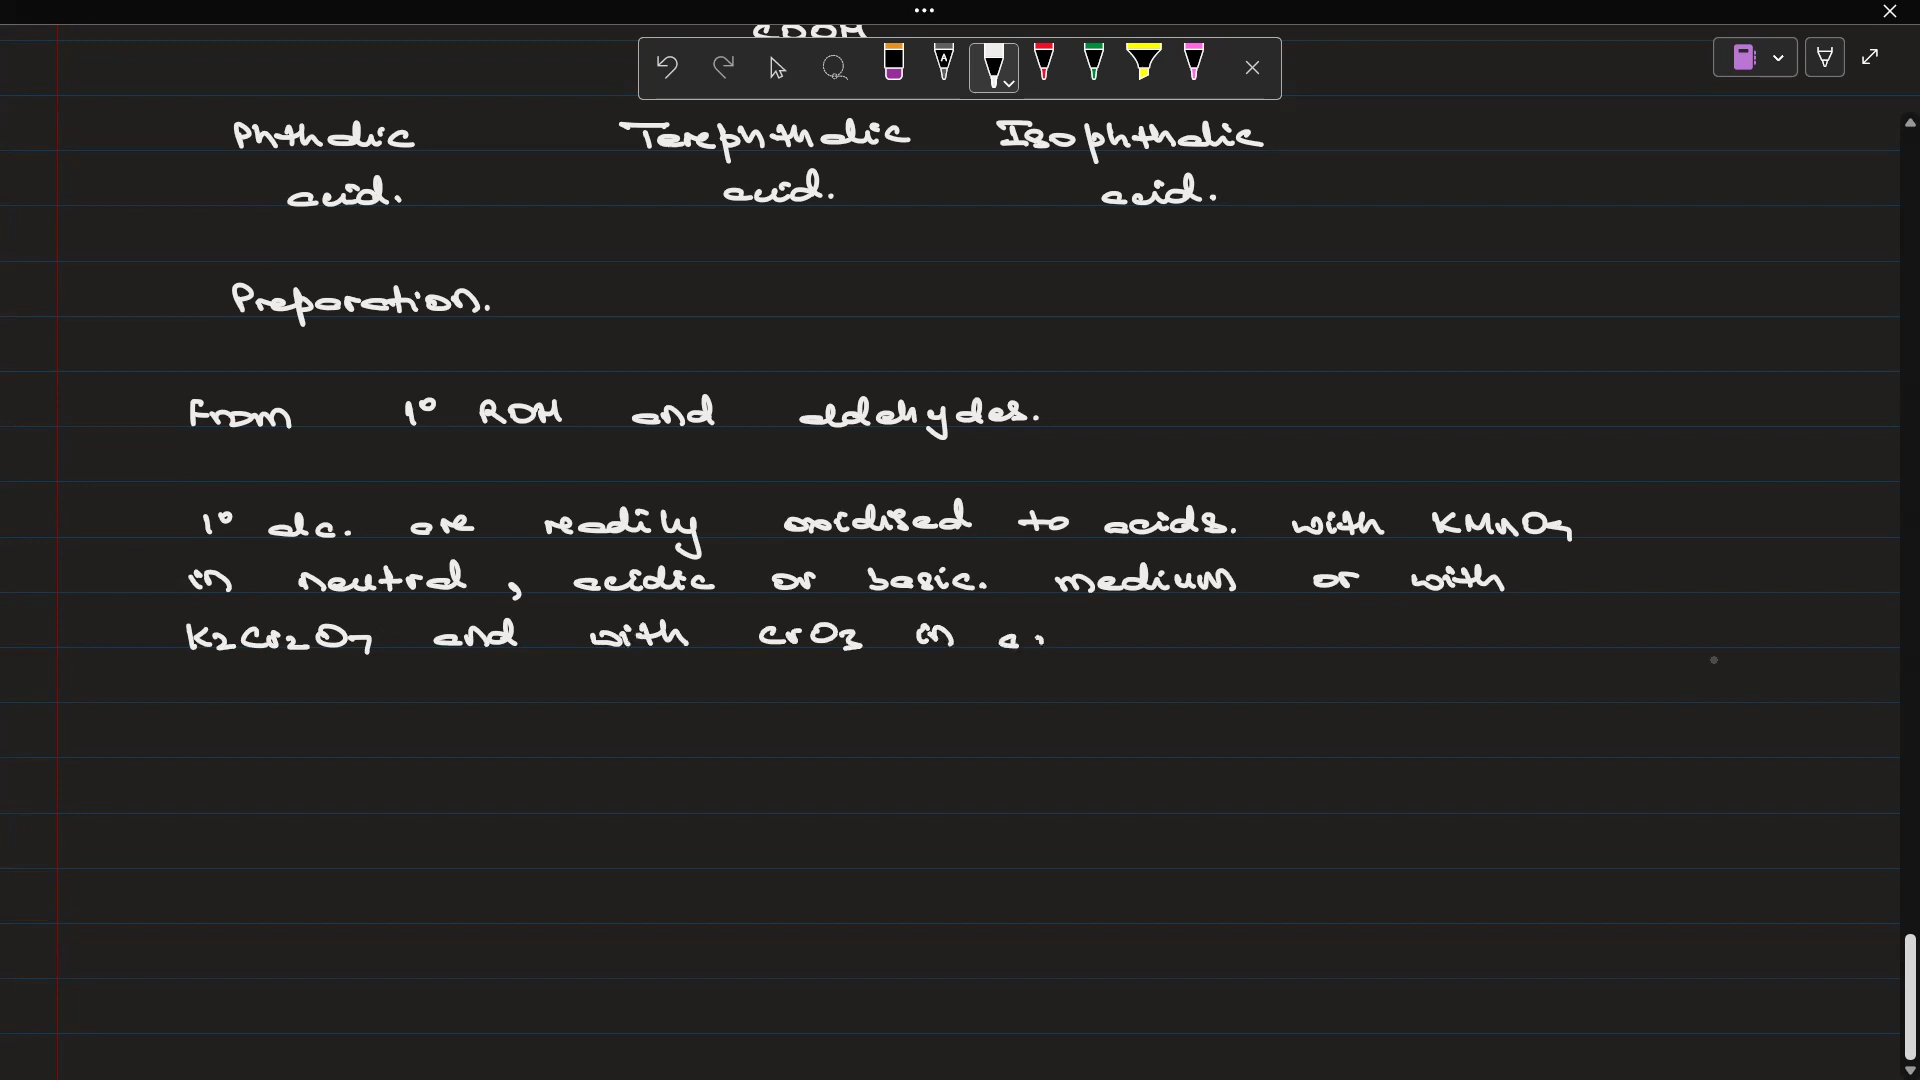 COOH
Phthalic Terephthalic Isophthalic
acid. acid. acid.
Preparation.
From 1° ROH and aldehydes.
1° alc. are readily oxidised to acids. with KMnO4
in neutral, acidic or basic. medium or with
K2Cr2O7 and with CrO3 in a.